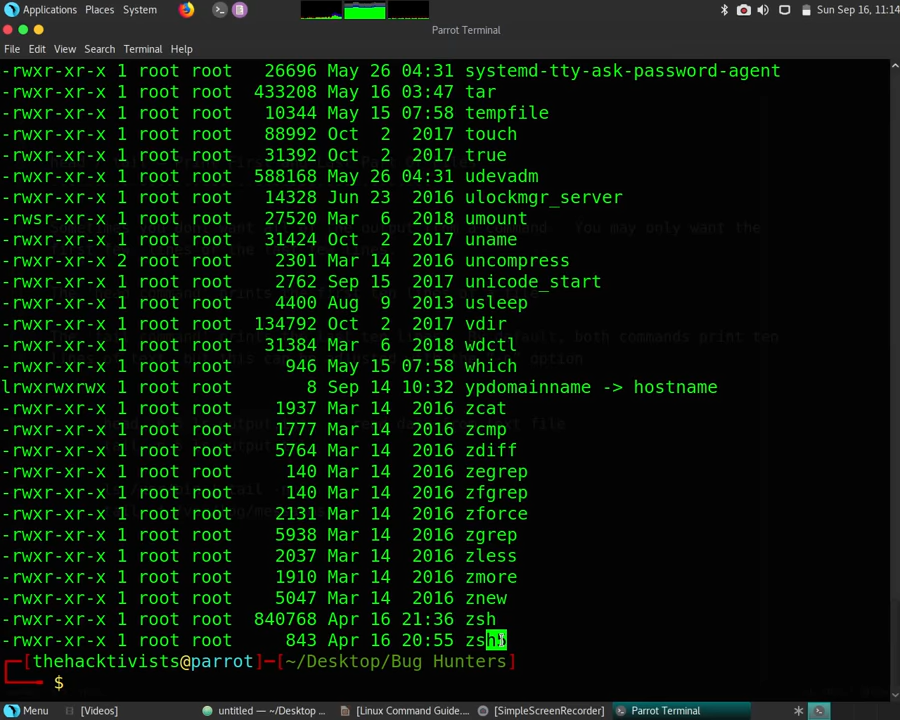 Applications Places System Sun Sep 16, 11:14
Parrot Terminal
File Edit View Search Terminal Help
-rwxr-xr-x 1 root root 26696 May 26 04:31 systemd-tty-ask-password-agent
-rwxr-xr-x 1 root root 433208 May 16 03:47 tar
-rwxr-xr-x 1 root root 10344 May 15 07:58 tempfile
-rwxr-xr-x 1 root root 88992 Oct 2 2017 touch
-rwxr-xr-x 1 root root 31392 Oct 2 2017 true
-rwxr-xr-x 1 root root 588168 May 26 04:31 udevadm
-rwxr-xr-x 1 root root 14328 Jun 23 2016 ulockmgr_server
-rwsr-xr-x 1 root root 27520 Mar 6 2018 umount
-rwxr-xr-x 1 root root 31424 Oct 2 2017 uname
-rwxr-xr-x 2 root root 2301 Mar 14 2016 uncompress
-rwxr-xr-x 1 root root 2762 Sep 15 2017 unicode_start
-rwxr-xr-x 1 root root 4400 Aug 9 2013 usleep
-rwxr-xr-x 1 root root 134792 Oct 2 2017 vdir
-rwxr-xr-x 1 root root 31384 Mar 6 2018 wdctl
-rwxr-xr-x 1 root root 946 May 15 07:58 which
lrwxrwxrwx 1 root root 8 Sep 14 10:32 ypdomainname -> hostname
-rwxr-xr-x 1 root root 1937 Mar 14 2016 zcat
-rwxr-xr-x 1 root root 1777 Mar 14 2016 zcmp
-rwxr-xr-x 1 root root 5764 Mar 14 2016 zdiff
-rwxr-xr-x 1 root root 140 Mar 14 2016 zegrep
-rwxr-xr-x 1 root root 140 Mar 14 2016 zfgrep
-rwxr-xr-x 1 root root 2131 Mar 14 2016 zforce
-rwxr-xr-x 1 root root 5938 Mar 14 2016 zgrep
-rwxr-xr-x 1 root root 2037 Mar 14 2016 zless
-rwxr-xr-x 1 root root 1910 Mar 14 2016 zmore
-rwxr-xr-x 1 root root 5047 Mar 14 2016 znew
-rwxr-xr-x 1 root root 840768 Apr 16 21:36 zsh
-rwxr-xr-x 1 root root 843 Apr 16 20:55
[thehacktivists@parrot]─[~/Desktop/Bug Hunters]
$
Menu [Videos] untitled — ~/Desktop ... [Linux Command Guide.... [SimpleScreenRecorder] Parrot Terminal